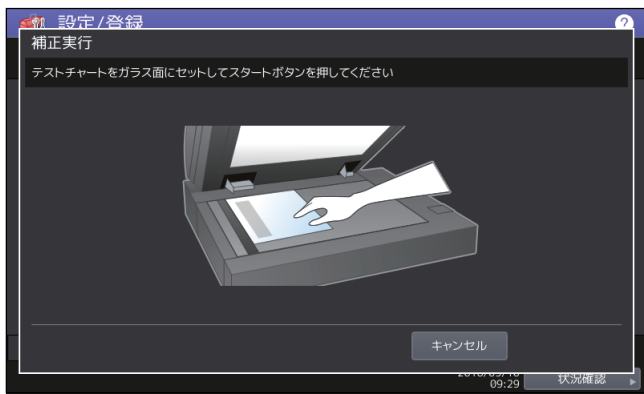 設定/登録
?
補正実行
テストチャートをガラス面にセットしてスタートボタンを押してください
キャンセル
09:29
状況確認